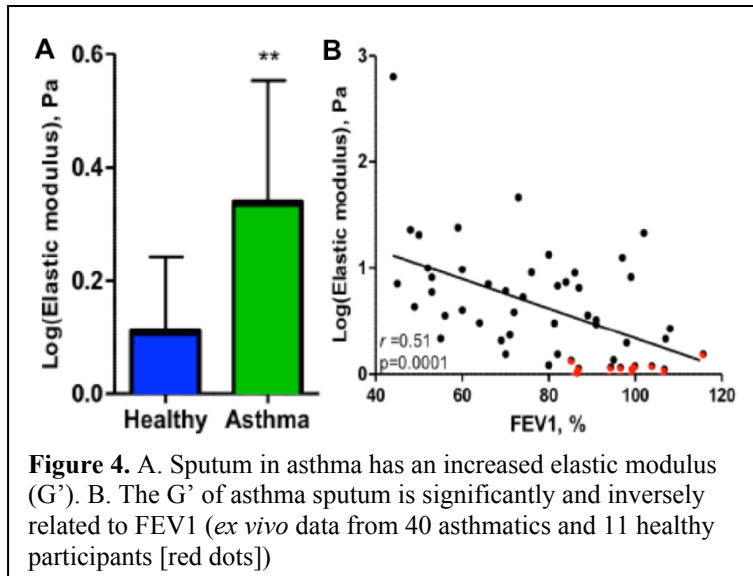 A
0.6
**
0.4
0.2
0.0
Log(Elastic modulus), Pa
Healthy
Asthma
B
3
2
1
0
Log(Elastic modulus), Pa
r =0.51
p=0.0001
40
60
80
100
120
FEV1, %
Figure 4. A. Sputum in asthma has an increased elastic modulus
(G’). B. The G’ of asthma sputum is significantly and inversely
related to FEV1 (ex vivo data from 40 asthmatics and 11 healthy
participants [red dots])